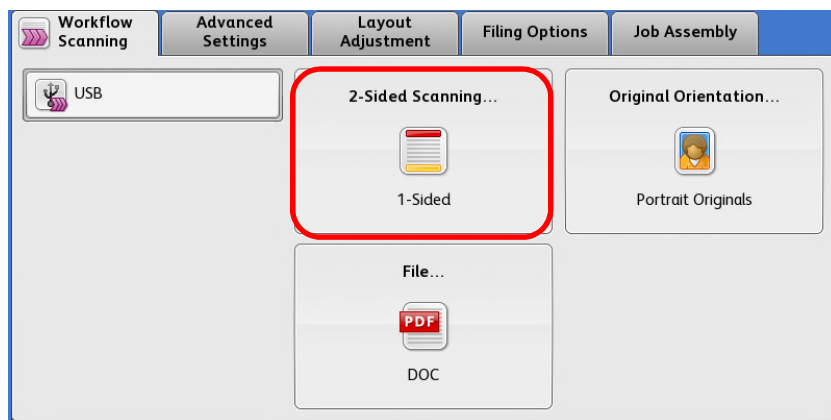 Workflow
Scanning
Advanced
Settings
Layout
Adjustment
Filing Options
Job Assembly
USB
2-Sided Scanning...
1-Sided
Original Orientation...
Portrait Originals
File...
PDF
DOC